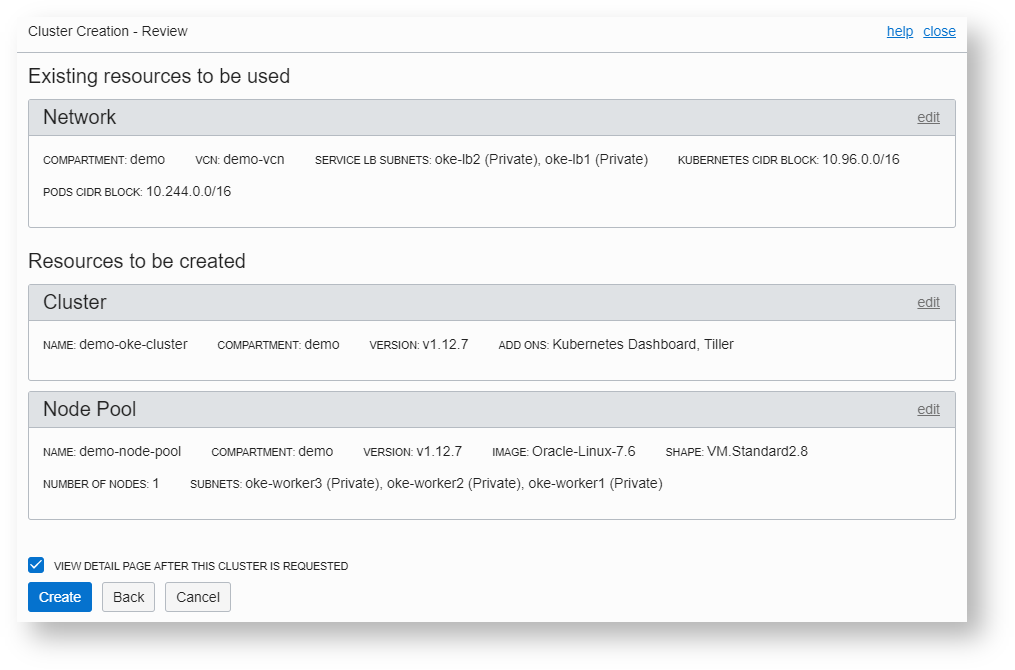 Cluster Creation - Review help close
Existing resources to be used
Network edit
COMPARTMENT: demo VCN: demo-vcn SERVICE LB SUBNETS: oke-lb2 (Private), oke-lb1 (Private) KUBERNETES CIDR BLOCK: 10.96.0.0/16
PODS CIDR BLOCK: 10.244.0.0/16
Resources to be created
Cluster edit
NAME: demo-oke-cluster COMPARTMENT: demo VERSION: v1.12.7 ADD ONS: Kubernetes Dashboard, Tiller
Node Pool edit
NAME: demo-node-pool COMPARTMENT: demo VERSION: v1.12.7 IMAGE: Oracle-Linux-7.6 SHAPE: VM.Standard2.8
NUMBER OF NODES: 1 SUBNETS: oke-worker3 (Private), oke-worker2 (Private), oke-worker1 (Private)
VIEW DETAIL PAGE AFTER THIS CLUSTER IS REQUESTED
Create Back Cancel